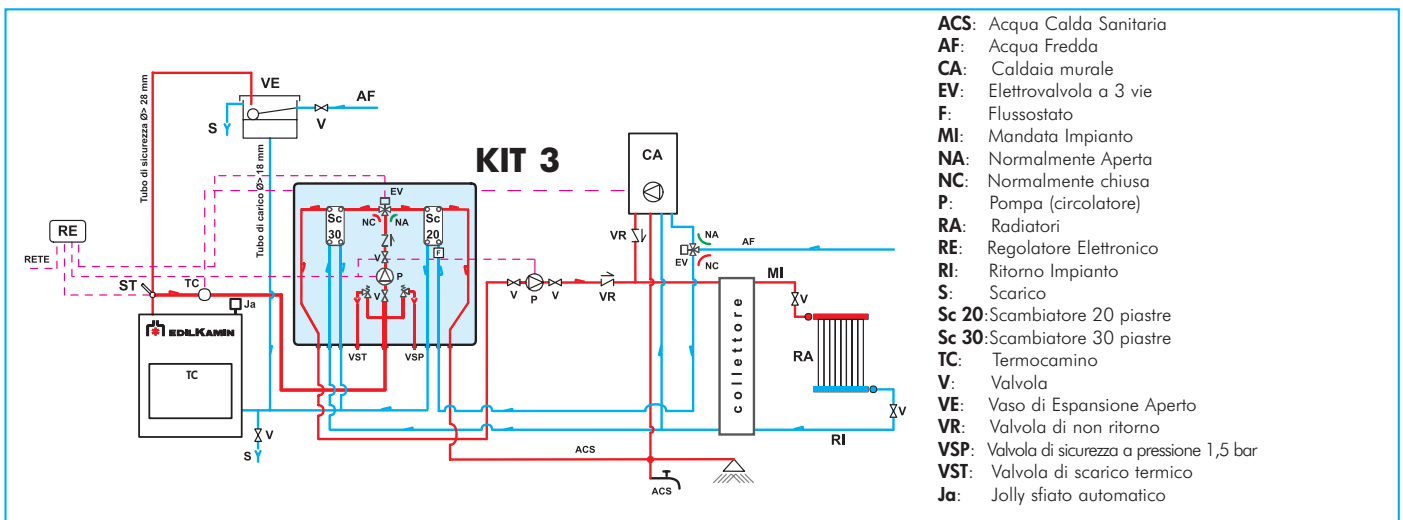 VE
AF
V
S
Tubo di sicurezza Ø> 28 mm
Tubo di carico Ø> 18 mm
KIT 3
CA
EV
Sc
30
NC
NA
Sc
20
F
V
P
V
VST
VSP
RE
RETE
ST
TC
Ja
EDILKAMIN
TC
V
S
V
P
V
VR
VR
NA
EV
NC
AF
MI
V
collettore
RA
V
RI
ACS
ACS
ACS: Acqua Calda Sanitaria
AF: Acqua Fredda
CA: Caldaia murale
EV: Elettrovalvola a 3 vie
F: Flussostato
MI: Mandata Impianto
NA: Normalmente Aperta
NC: Normalmente chiusa
P: Pompa (circolatore)
RA: Radiatori
RE: Regolatore Elettronico
RI: Ritorno Impianto
S: Scarico
Sc 20: Scambiatore 20 piastre
Sc 30: Scambiatore 30 piastre
TC: Termocamino
V: Valvola
VE: Vaso di Espansione Aperto
VR: Valvola di non ritorno
VSP: Valvola di sicurezza a pressione 1,5 bar
VST: Valvola di scarico termico
Ja: Jolly sfiato automatico